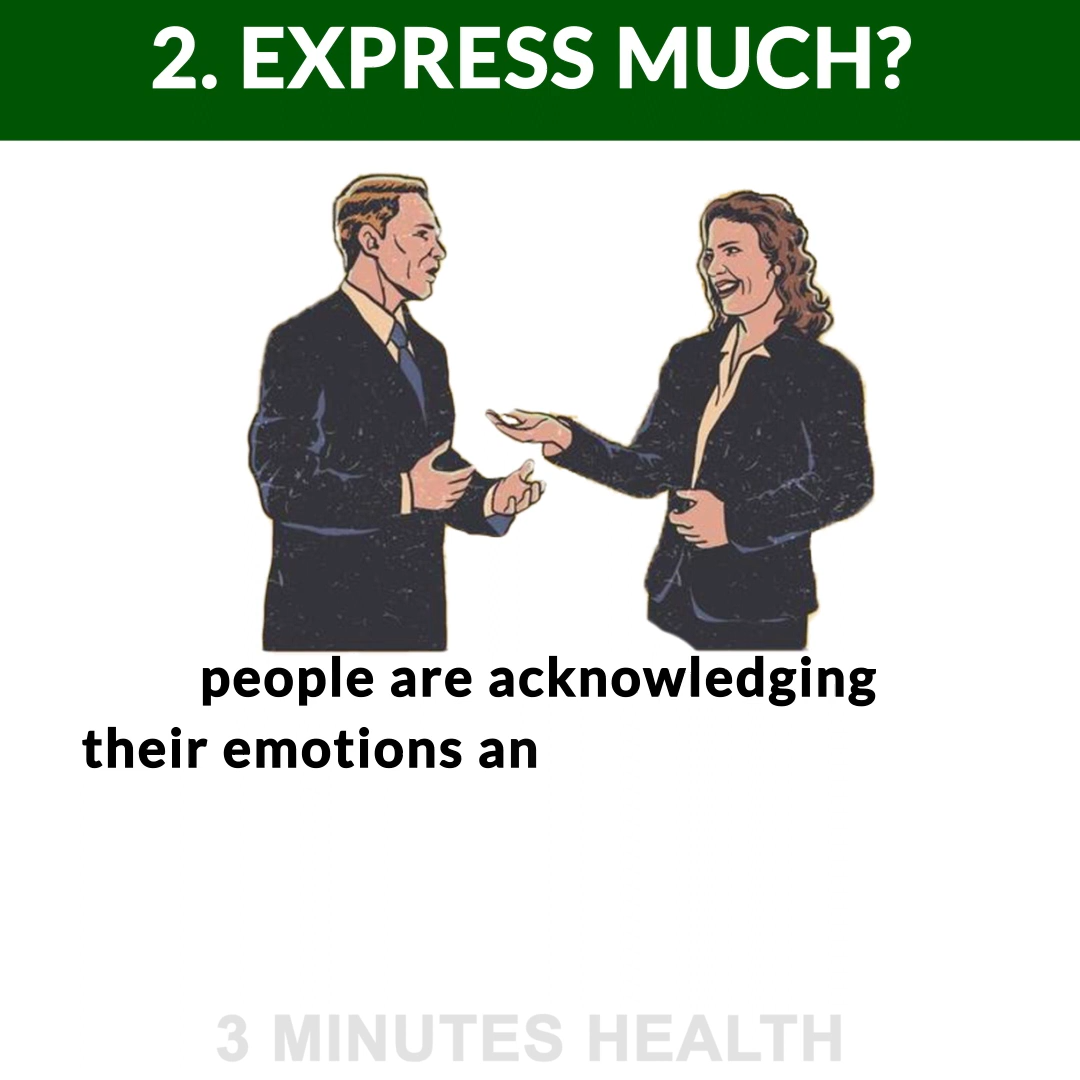 2. EXPRESS MUCH?
people are acknowledging
their emotions an
3 MINUTES HEALTH